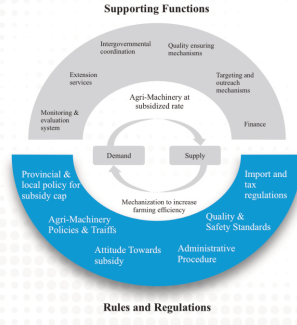 Supporting Functions
Intergovernmental
coordination
Quality ensuring
mechanisms
Extension
services
Targeting and
outreach
mechanisms
Monitoring &
evaluation
system
Finance
Agri-Machinery at
subsidized rate
Demand
Supply
Mechanization to increase
farming efficiency
Provincial &
local policy for
subsidy cap
Import and
tax
regulations
Agri-Machinery
Policies & Traiffs
Quality &
Safety Standards
Attitude Towards
subsidy
Administrative
Procedure
Rules and Regulations